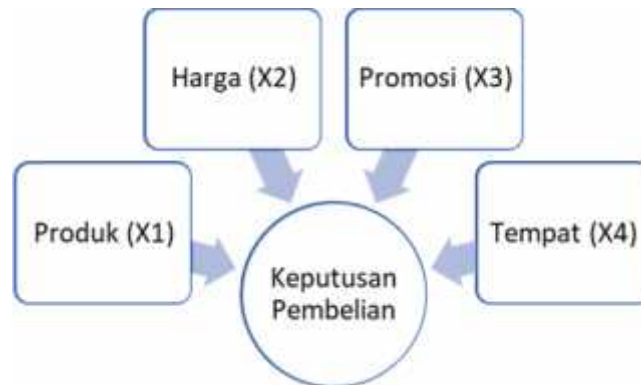 Harga (X2)
Promosi (X3)
Produk (X1)
Tempat (X4)
Keputusan
Pembelian